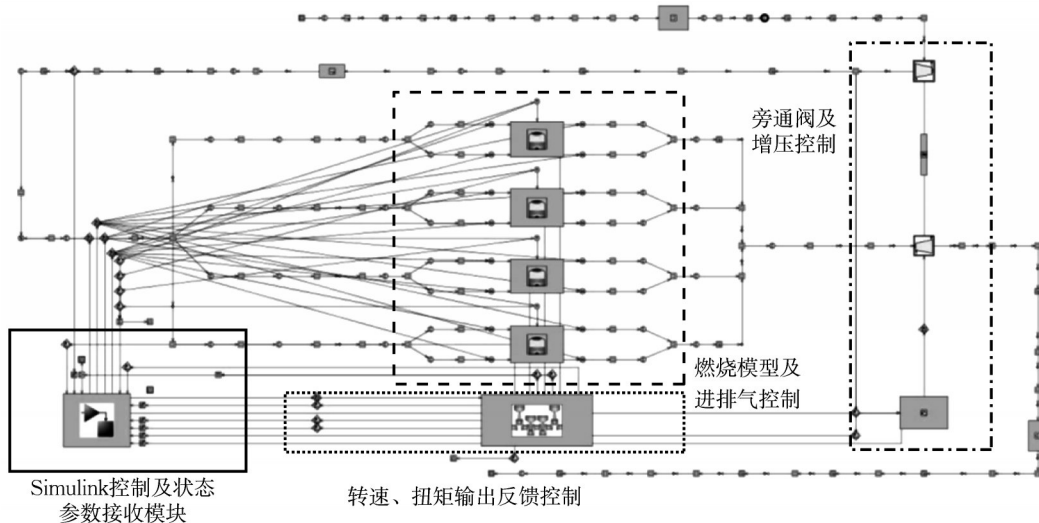 旁通阀及
增压控制
燃烧模型及
进排气控制
Simulink控制及状态
参数接收模块
转速、扭矩输出反馈控制